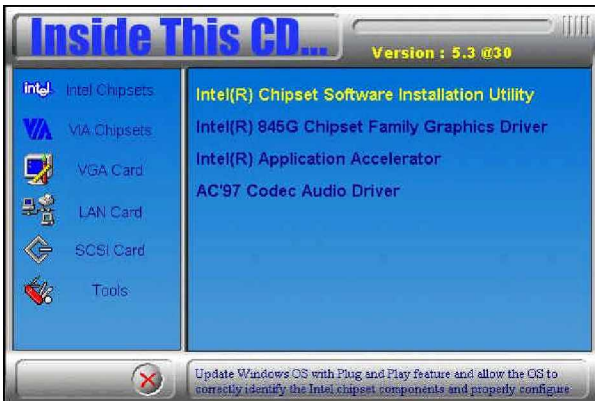 Inside This CD...
Version : 5.3 @30
intel Intel Chipsets
VIA VIA Chipsets
VGA Card
LAN Card
SCSI Card
Tools
Intel(R) Chipset Software Installation Utility
Intel(R) 845G Chipset Family Graphics Driver
Intel(R) Application Accelerator
AC'97 Codec Audio Driver
Update Windows OS with Plug and Play feature and allow the OS to
correctly identify the Intel chipset components and properly configure